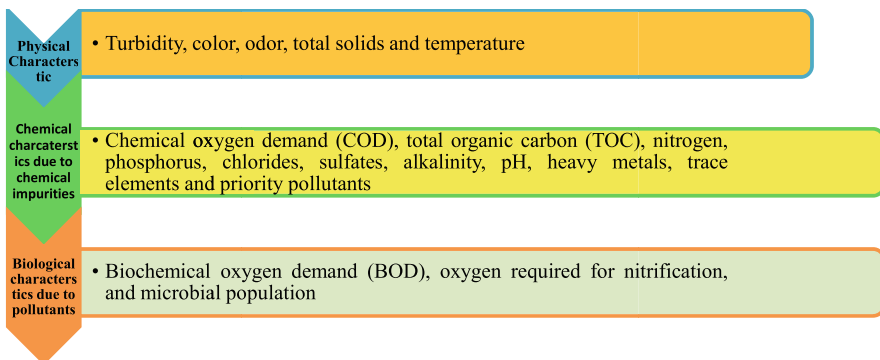 Physical
Characters
tic
• Turbidity, color, odor, total solids and temperature
Chemical
charcaterst
ics due to
chemical
impurities
• Chemical oxygen demand (COD), total organic carbon (TOC), nitrogen,
phosphorus, chlorides, sulfates, alkalinity, pH, heavy metals, trace
elements and priority pollutants
Biological
characters
tics due to
pollutants
• Biochemical oxygen demand (BOD), oxygen required for nitrification,
and microbial population